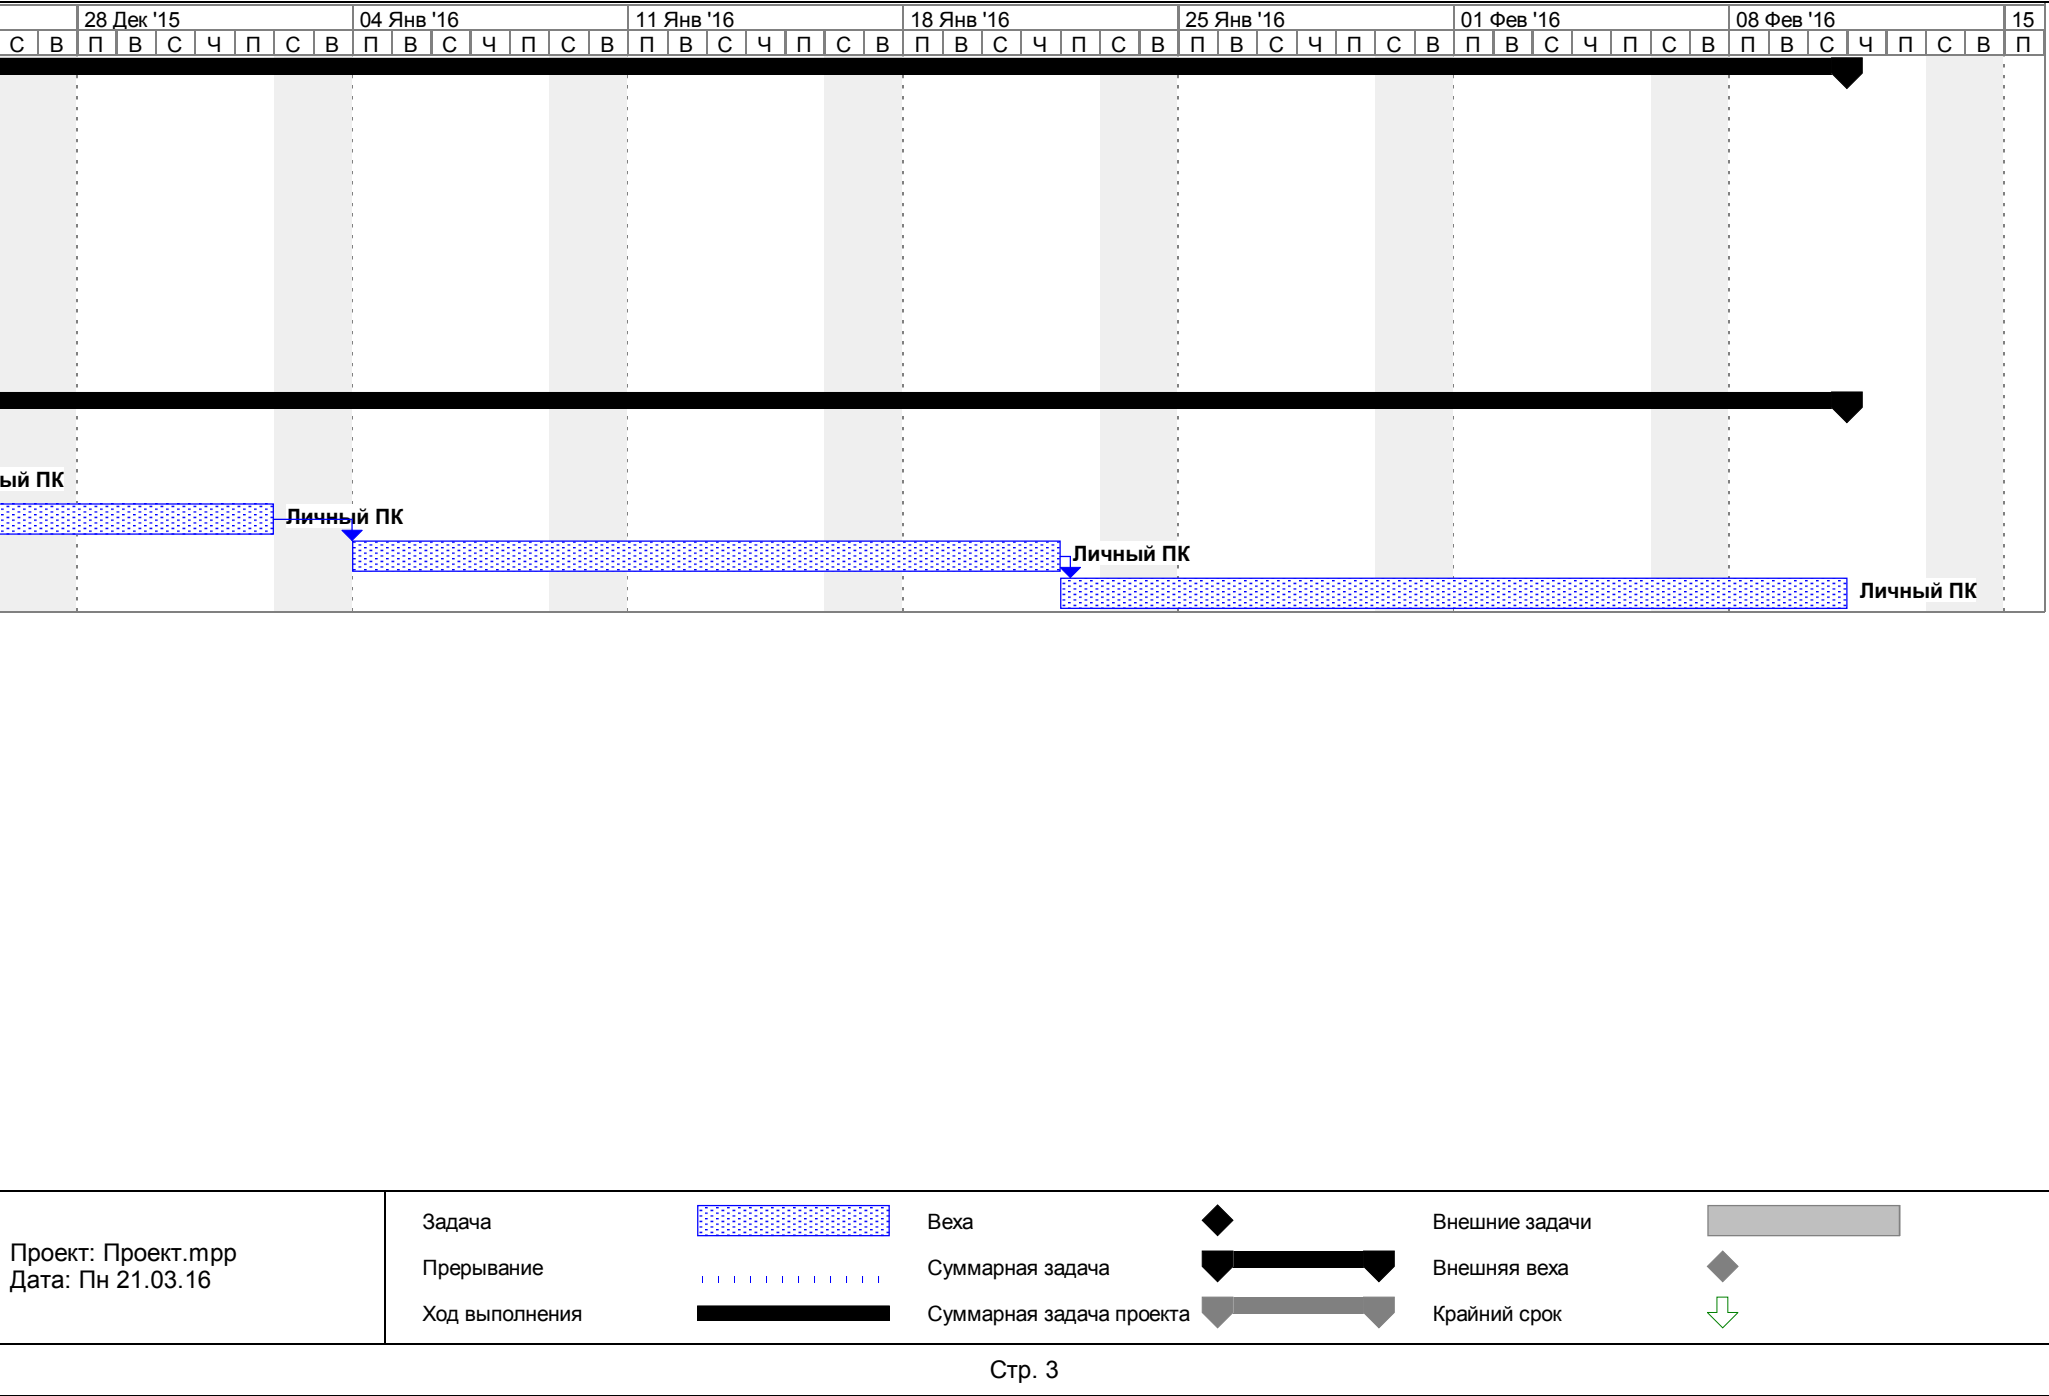 28 Дек '15 04 Янв '16 11 Янв '16 18 Янв '16 25 Янв '16 01 Фев '16 08 Фев '16 15
С В П В С Ч П С В П В С Ч П С В П В С Ч П С В П В С Ч П С В П В С Ч П С В П В С Ч П С В П В С Ч П С В П
ый ПК
Личный ПК
Личный ПК
Личный ПК
Проект: Проект.mpp
Дата: Пн 21.03.16
Задача
Прерывание
Ход выполнения
Веха
Суммарная задача
Суммарная задача проекта
Внешние задачи
Внешняя веха
Крайний срок
Стр. 3